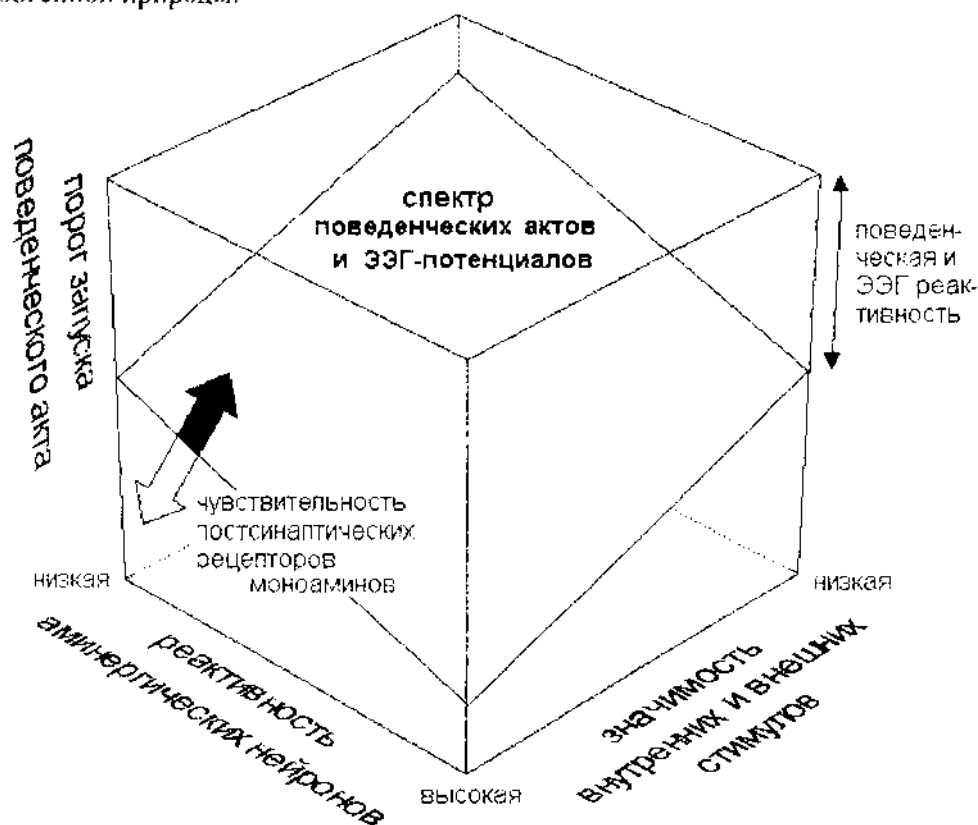 спектр
поведенческих актов
и ЭЭГ-потенциалов
порог запуска
поведенческого акта
поведен-
ческая и
ЭЭГ реак-
тивность
чувствительность
постсинаптических
рецепторов
моноаминов
низкая
низкая
реактивность
аминергических нейронов
значимость
внутренних и внешних
стимулов
высокая